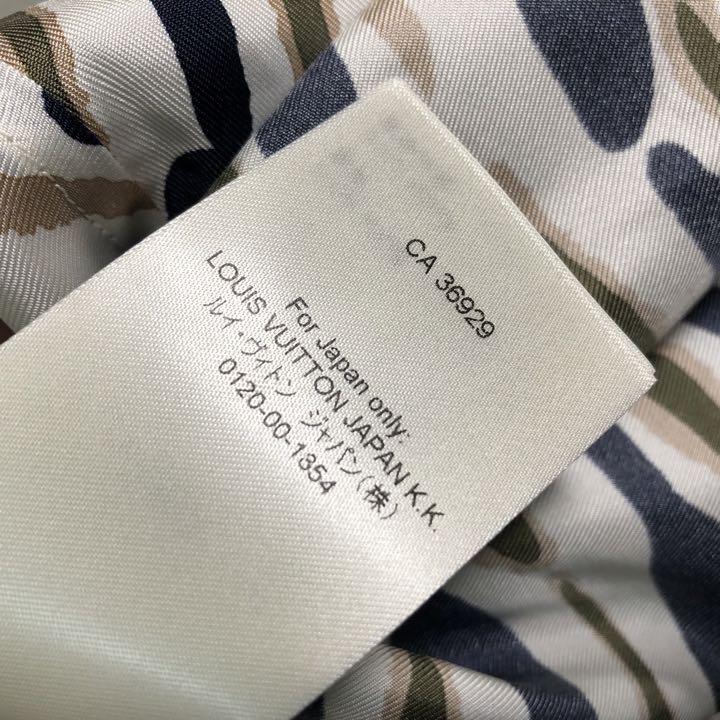 CA 36929
For Japan only:
LOUIS VUITTON JAPAN K.K.
ルイ・ヴィトン ジャパン(株)
0120-00-1354